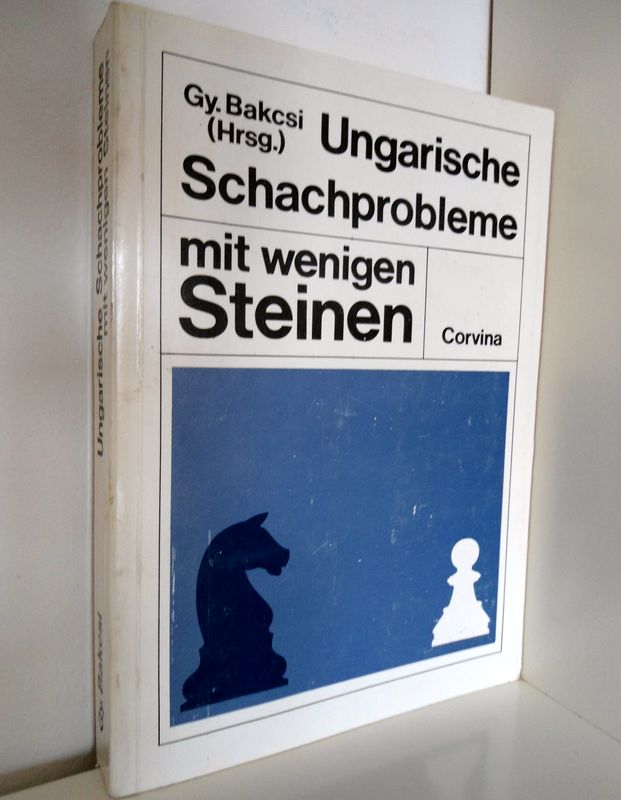 Gy. Bakcsi
(Hrsg.)
Ungarische
Schachprobleme
mit wenigen
Steinen
Corvina
Ungarische Schachprobleme
mit wenigen Steinen
Gy. Bakcsi